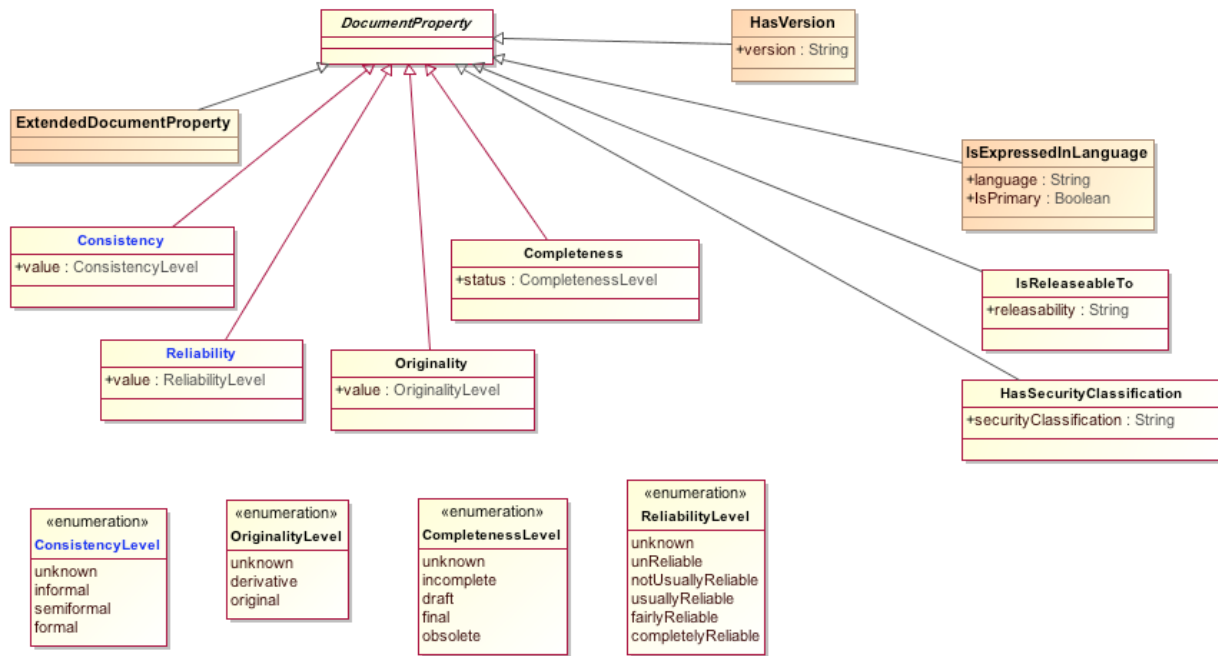 DocumentProperty
HasVersion
+version : String
ExtendedDocumentProperty
IsExpressedInLanguage
+language : String
+IsPrimary : Boolean
Consistency
+value : ConsistencyLevel
Completeness
+status : CompletenessLevel
IsReleaseableTo
+releasability : String
Reliability
+value : ReliabilityLevel
Originality
+value : OriginalityLevel
HasSecurityClassification
+securityClassification : String
«enumeration»
ConsistencyLevel
unknown
informal
semiformal
formal
«enumeration»
OriginalityLevel
unknown
derivative
original
«enumeration»
CompletenessLevel
unknown
incomplete
draft
final
obsolete
«enumeration»
ReliabilityLevel
unknown
unReliable
notUsuallyReliable
usuallyReliable
fairlyReliable
completelyReliable